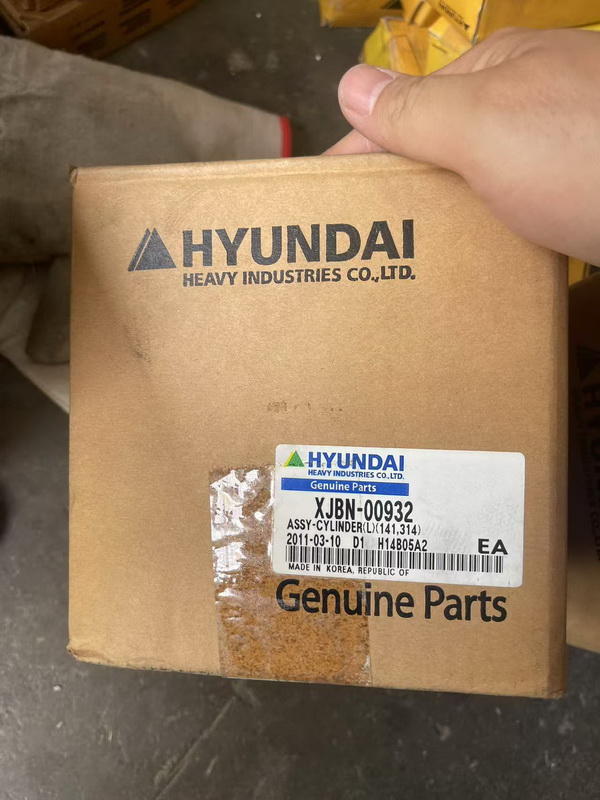 HYUNDAI
HEAVY INDUSTRIES CO.,LTD.
HYUNDAI
HEAVY INDUSTRIES CO.,LTD.
Genuine Parts
XJBN-00932
ASSY-CYLINDER(L)(141,314)
2011-03-10 D1 H14B05A2
EA
MADE IN KOREA, REPUBLIC OF
Genuine Parts